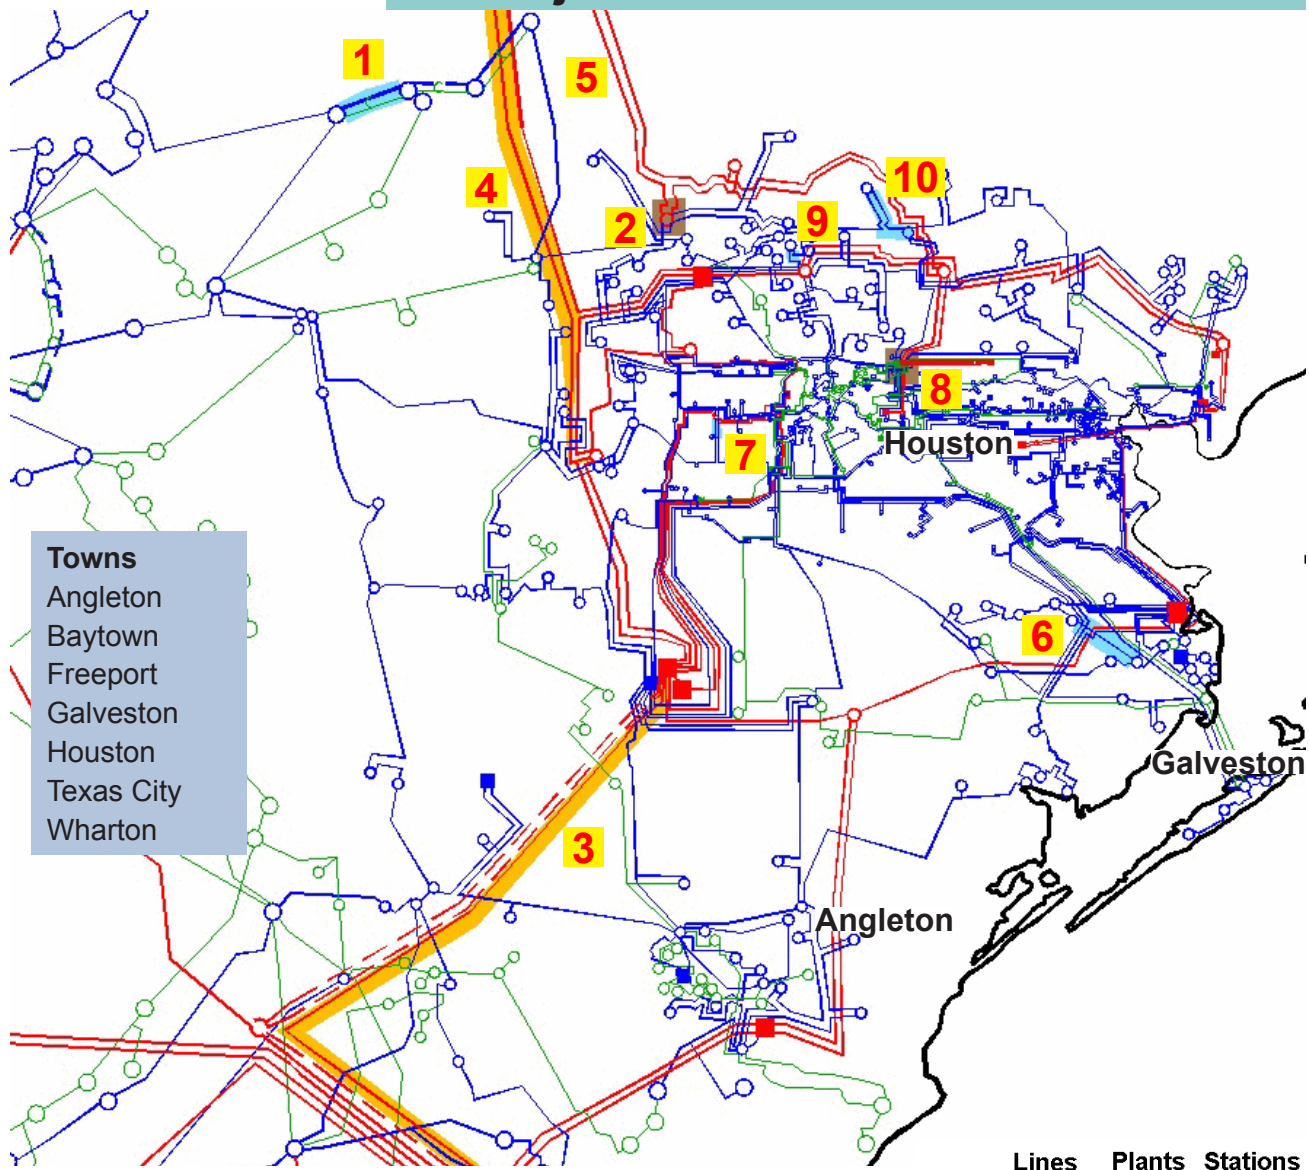 1
5
4
10
2
9
8
Houston
7
Towns
Angleton
Baytown
Freeport
Galveston
Houston
Texas City
Wharton
6
Galveston
3
Angleton
Lines Plants Stations